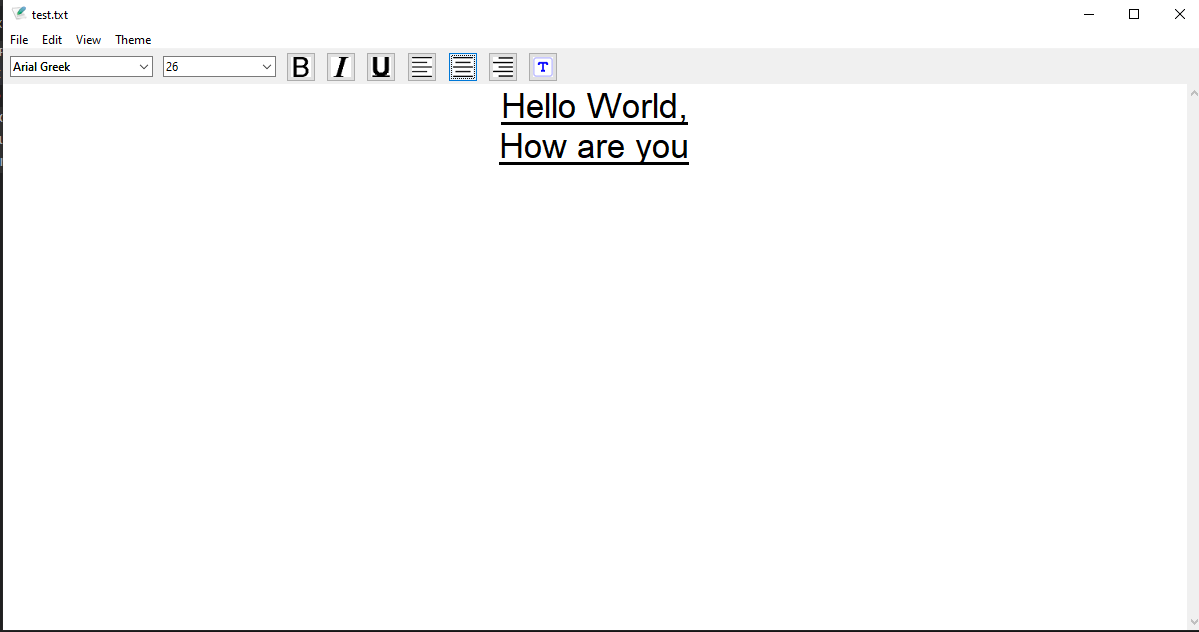 test.txt
File Edit View Theme
Arial Greek 26 B I U T
Hello World,
How are you